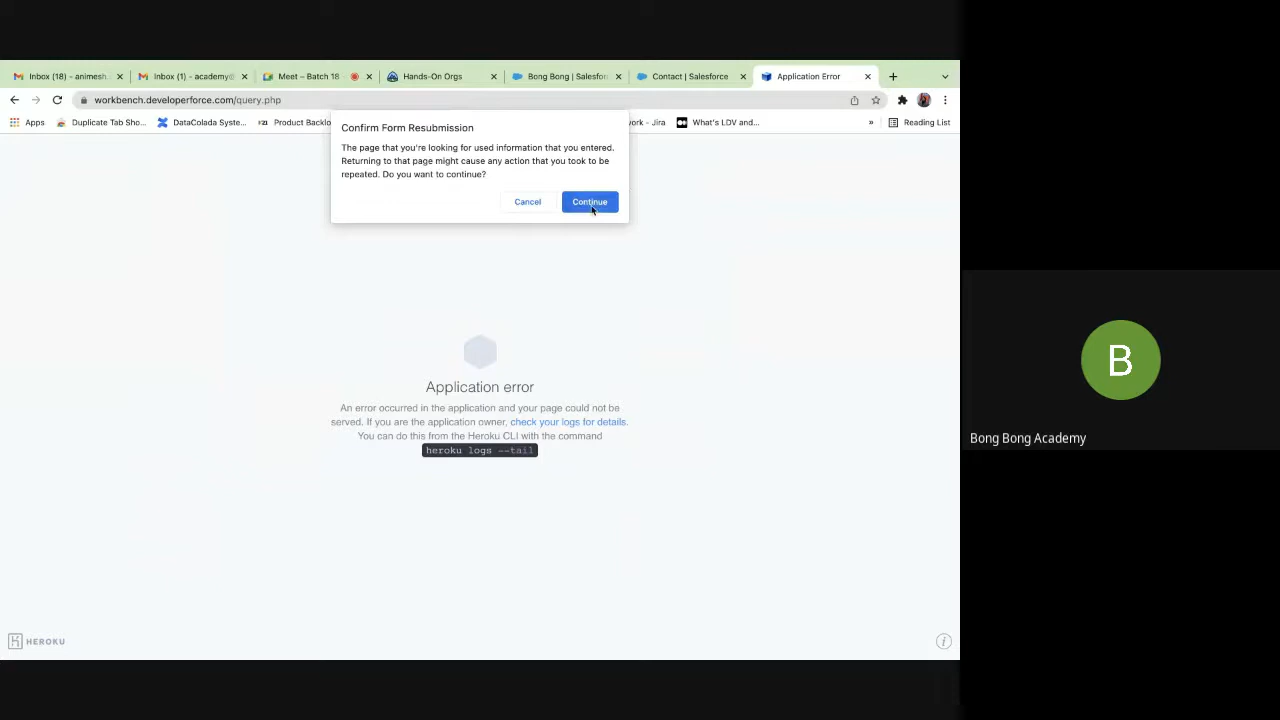 Inbox (18) - animesh.
Inbox (1) - academy@
Meet – Batch 18
Hands-On Orgs
Bong Bong | Salesfor
Contact | Salesforce
Application Error
workbench.developerforce.com/query.php
Apps
Duplicate Tab Sho...
DataColada Syste...
Product Backlo
ork - Jira
What's LDV and...
»
Reading List
Confirm Form Resubmission
The page that you're looking for used information that you entered.
Returning to that page might cause any action that you took to be
repeated. Do you want to continue?
Cancel
Continue
Application error
An error occurred in the application and your page could not be
served. If you are the application owner, check your logs for details.
You can do this from the Heroku CLI with the command
heroku logs --tail
B
Bong Bong Academy
HEROKU